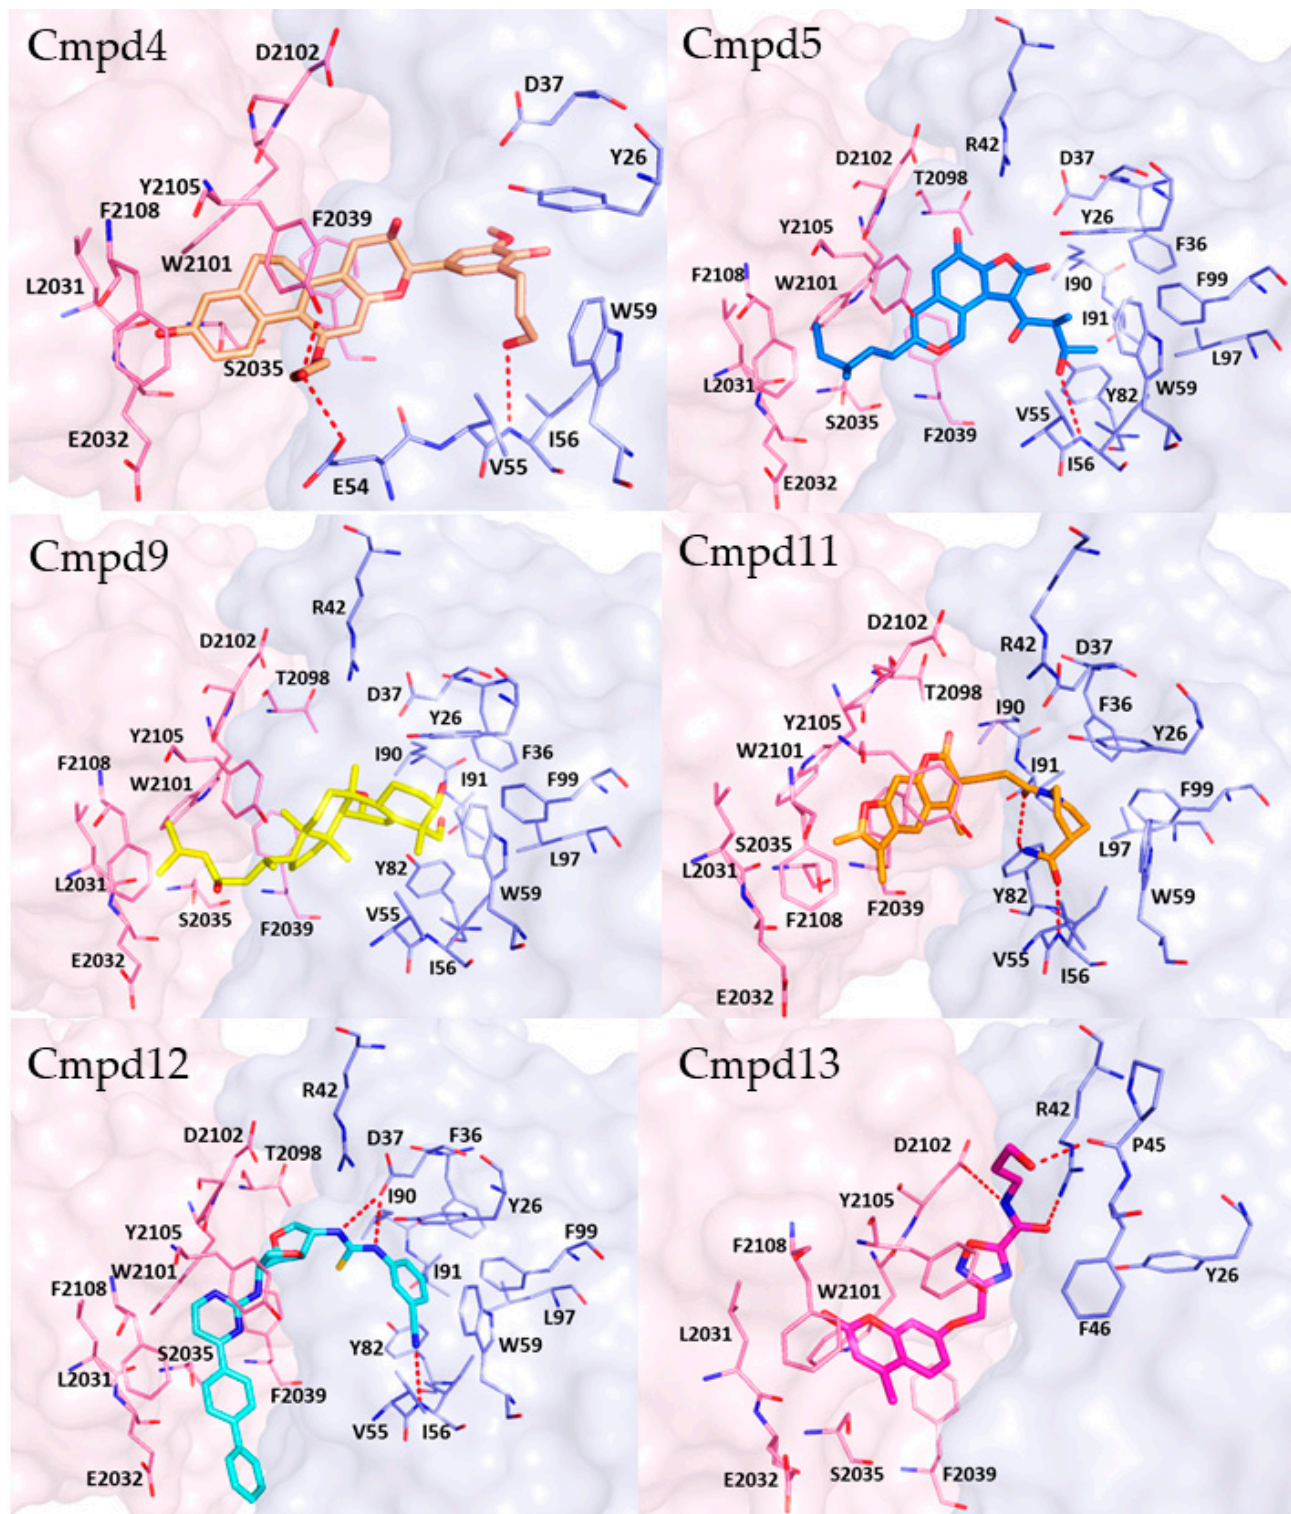 Cmpd4
D2102
D37
Y26
Y2105
F2108
F2039
W2101
L2031
W59
S2035
I56
V55
E2032
E54
Cmpd5
R42
D2102
D37
T2098
Y26
Y2105
F36
F2108
W2101
I90
F99
I91
L97
L2031
Y82
W59
S2035
V55
F2039
I56
E2032
Cmpd9
R42
D2102
T2098
D37
Y26
Y2105
I90
F36
F2108
W2101
I91
F99
L97
Y82
L2031
W59
S2035
V55
F2039
E2032
I56
Cmpd11
D2102
R42
D37
T2098
I90
F36
Y2105
Y26
W2101
I91
F99
S2035
L97
L2031
Y82
W59
F2108
F2039
V55
I56
E2032
Cmpd12
R42
D2102
D37
F36
T2098
I90
Y26
Y2105
F99
W2101
I91
F2108
L97
Y82
W59
S2035
L2031
F2039
V55
I56
E2032
Cmpd13
R42
D2102
P45
Y2105
F2108
W2101
Y26
F46
L2031
E2032
S2035
F2039